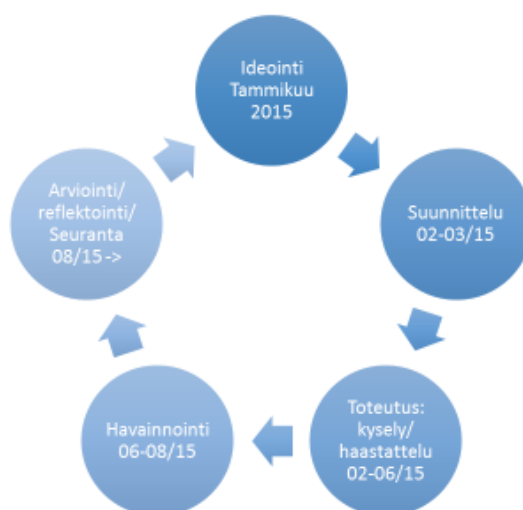 Ideointi
Tammikuu
2015
Suunnittelu
02-03/15
Toteutus:
kysely/
haastattelu
02-06/15
Havainnointi
06-08/15
Arviointi/
reflektointi/
Seuranta
08/15 ->